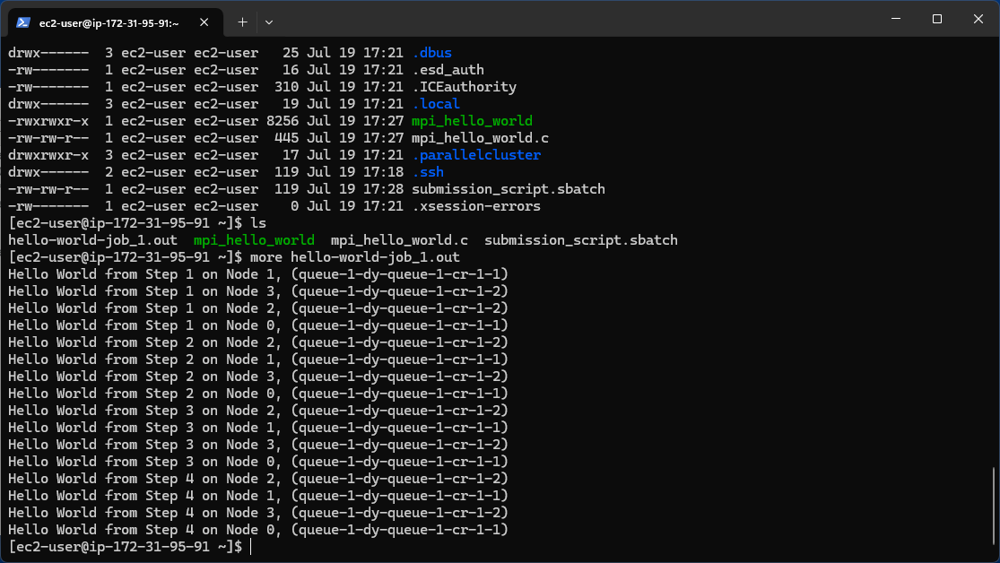 ec2-user@ip-172-31-95-91:~
drwx------  3 ec2-user ec2-user   25 Jul 19 17:21 .dbus
-rw-------  1 ec2-user ec2-user   16 Jul 19 17:21 .esd_auth
-rw-------  1 ec2-user ec2-user  310 Jul 19 17:21 .ICEauthority
drwx------  3 ec2-user ec2-user   19 Jul 19 17:21 .local
-rwxrwxr-x  1 ec2-user ec2-user 8256 Jul 19 17:27 mpi_hello_world
-rw-rw-r--  1 ec2-user ec2-user  445 Jul 19 17:27 mpi_hello_world.c
drwxrwxr-x  3 ec2-user ec2-user   17 Jul 19 17:21 .parallelcluster
drwx------  2 ec2-user ec2-user  119 Jul 19 17:18 .ssh
-rw-rw-r--  1 ec2-user ec2-user  119 Jul 19 17:28 submission_script.sbatch
-rw-------  1 ec2-user ec2-user    0 Jul 19 17:21 .xsession-errors
[ec2-user@ip-172-31-95-91 ~]$ ls
hello-world-job_1.out  mpi_hello_world  mpi_hello_world.c  submission_script.sbatch
[ec2-user@ip-172-31-95-91 ~]$ more hello-world-job_1.out
Hello World from Step 1 on Node 1, (queue-1-dy-queue-1-cr-1-1)
Hello World from Step 1 on Node 3, (queue-1-dy-queue-1-cr-1-2)
Hello World from Step 1 on Node 2, (queue-1-dy-queue-1-cr-1-2)
Hello World from Step 1 on Node 0, (queue-1-dy-queue-1-cr-1-1)
Hello World from Step 2 on Node 2, (queue-1-dy-queue-1-cr-1-2)
Hello World from Step 2 on Node 1, (queue-1-dy-queue-1-cr-1-1)
Hello World from Step 2 on Node 3, (queue-1-dy-queue-1-cr-1-2)
Hello World from Step 2 on Node 0, (queue-1-dy-queue-1-cr-1-1)
Hello World from Step 3 on Node 2, (queue-1-dy-queue-1-cr-1-2)
Hello World from Step 3 on Node 1, (queue-1-dy-queue-1-cr-1-1)
Hello World from Step 3 on Node 3, (queue-1-dy-queue-1-cr-1-2)
Hello World from Step 3 on Node 0, (queue-1-dy-queue-1-cr-1-1)
Hello World from Step 4 on Node 2, (queue-1-dy-queue-1-cr-1-2)
Hello World from Step 4 on Node 1, (queue-1-dy-queue-1-cr-1-1)
Hello World from Step 4 on Node 3, (queue-1-dy-queue-1-cr-1-2)
Hello World from Step 4 on Node 0, (queue-1-dy-queue-1-cr-1-1)
[ec2-user@ip-172-31-95-91 ~]$